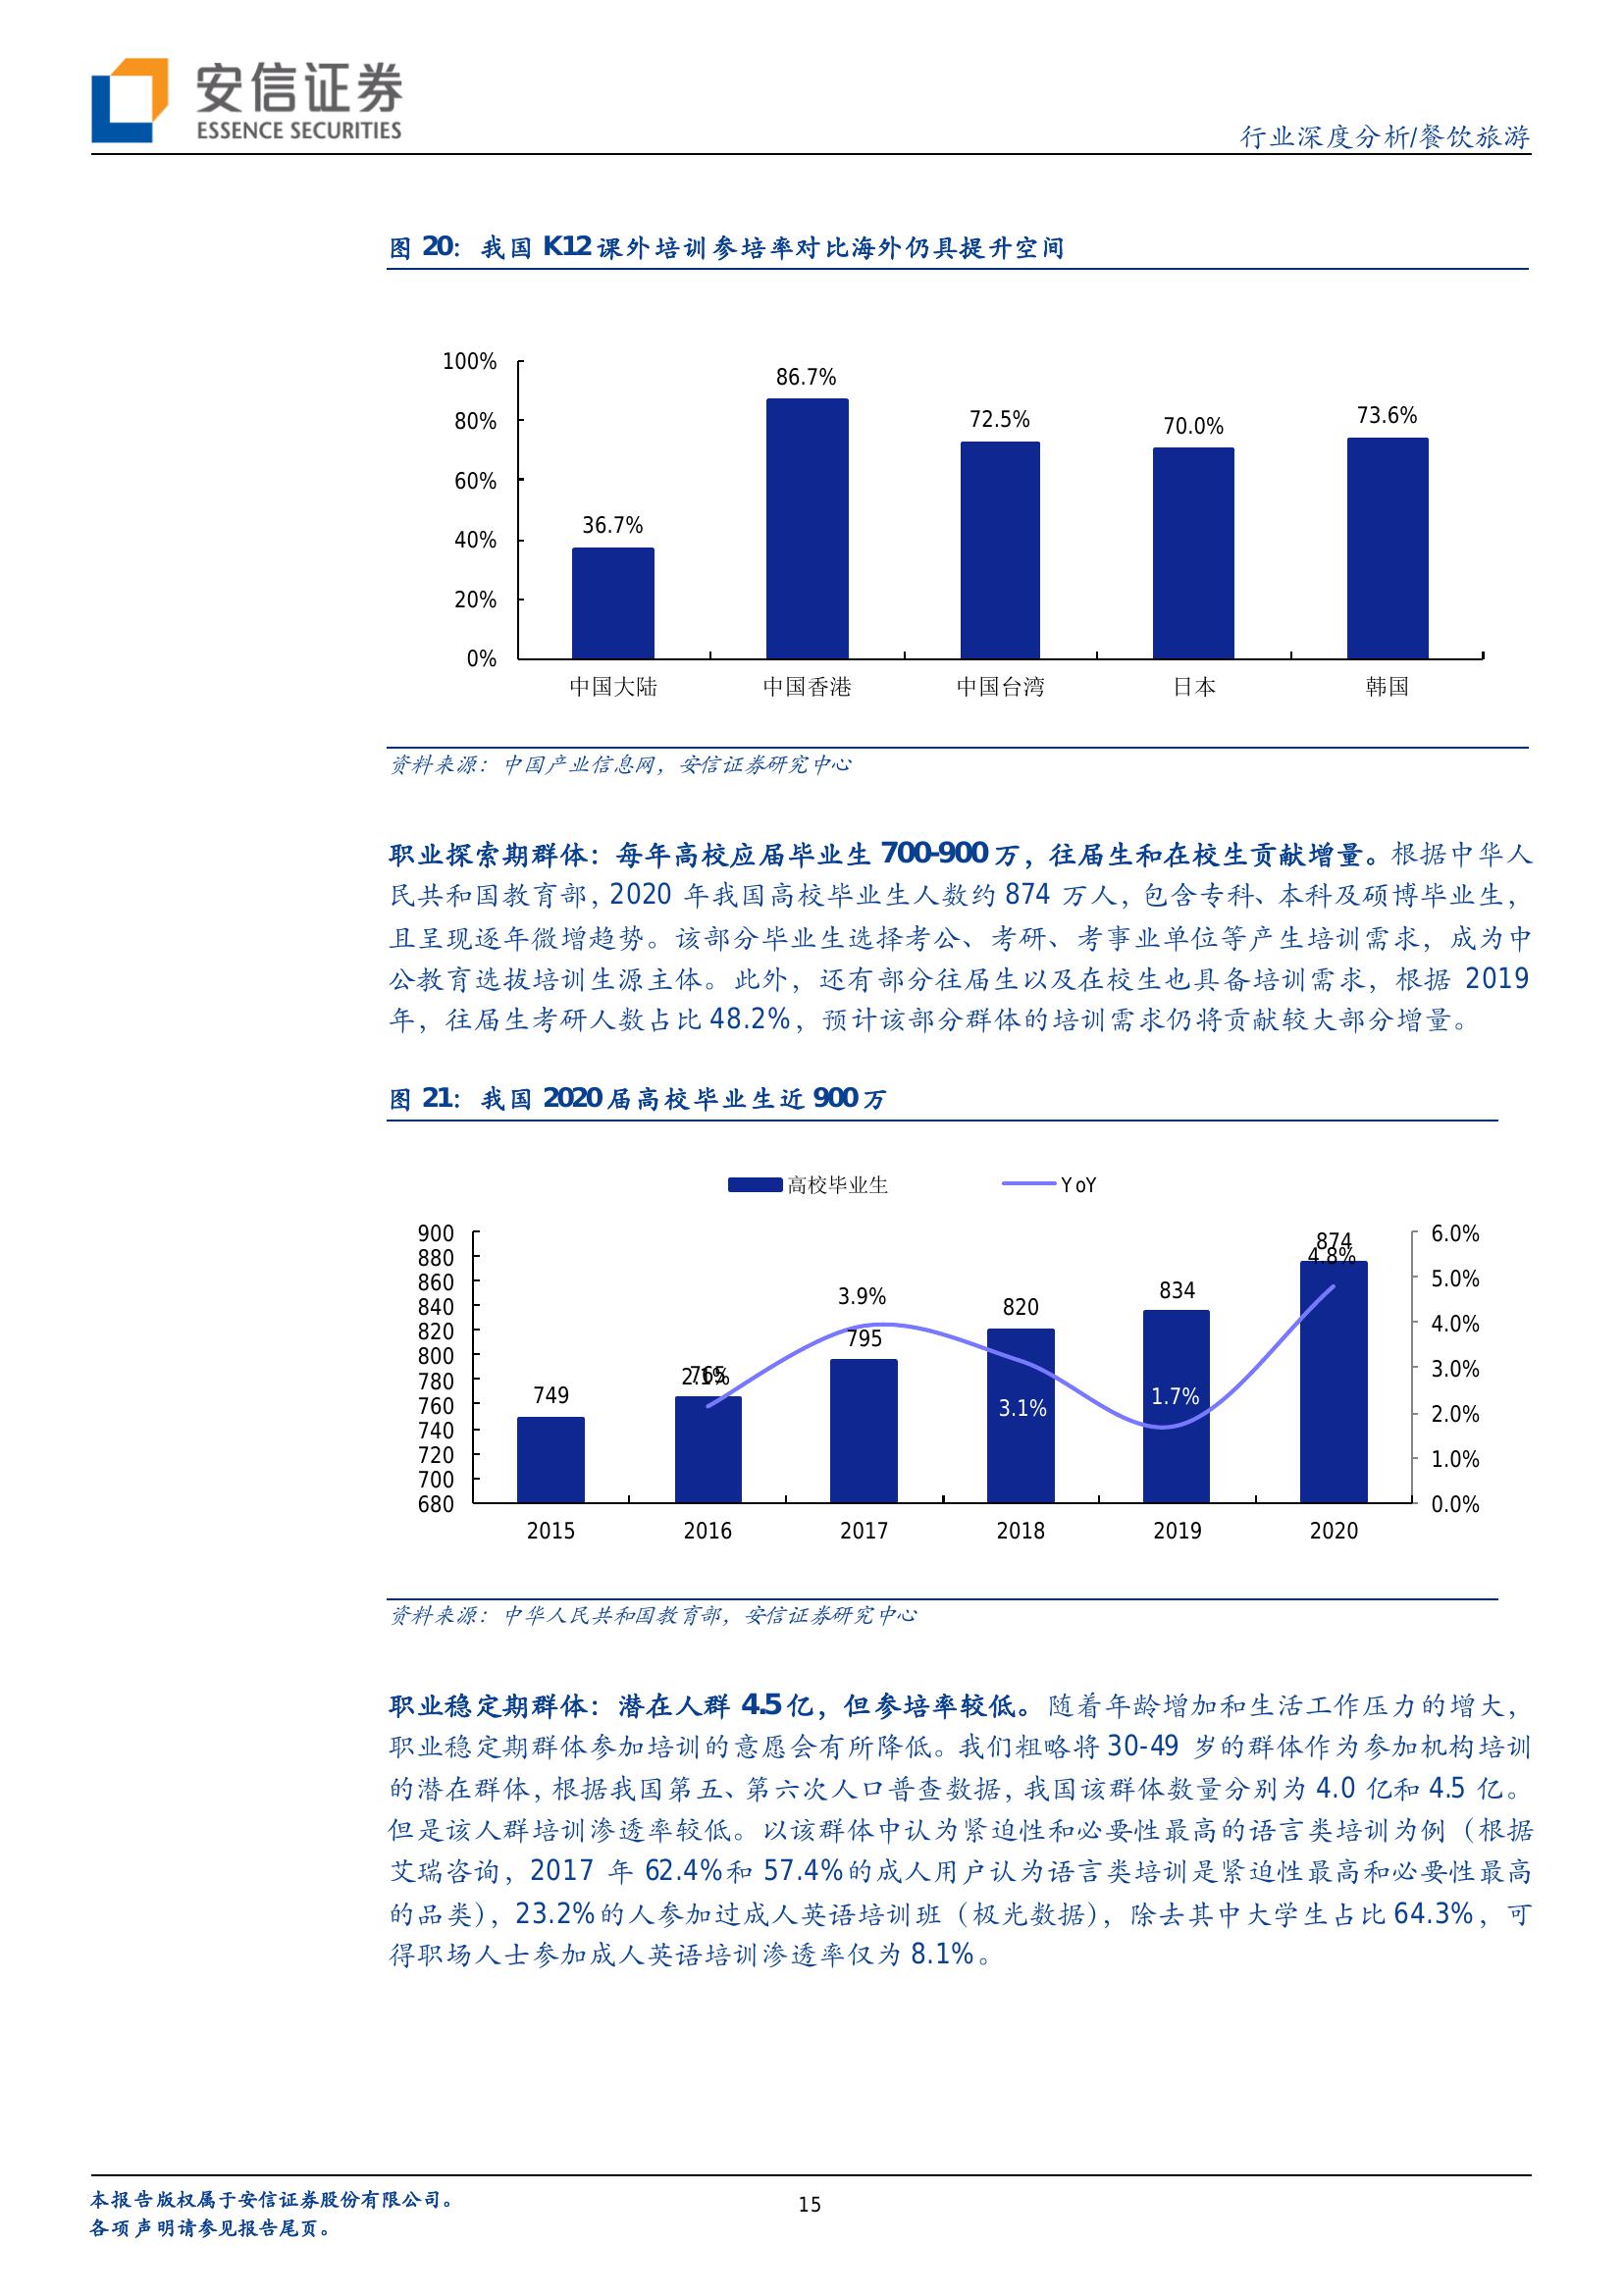 安信证券
ESSENCE SECURITIES
行业深度分析/餐饮旅游
图 20：我国 K12 课外培训参培率对比海外仍具提升空间
100%
80%
60%
40%
20%
0%
36.7%
86.7%
72.5%
70.0%
73.6%
中国大陆
中国香港
中国台湾
日本
韩国
资料来源：中国产业信息网，安信证券研究中心
职业探索期群体：每年高校应届毕业生 700-900 万，往届生和在校生贡献增量。根据中华人
民共和国教育部，2020 年我国高校毕业生人数约 874 万人，包含专科、本科及硕博毕业生，
且呈现逐年微增趋势。该部分毕业生选择考公、考研、考事业单位等产生培训需求，成为中
公教育选拔培训生源主体。此外，还有部分往届生以及在校生也具备培训需求，根据 2019
年，往届生考研人数占比 48.2%，预计该部分群体的培训需求仍将贡献较大部分增量。
图 21：我国 2020 届高校毕业生近 900 万
高校毕业生
YoY
900
880
860
840
820
800
780
760
740
720
700
680
749
765
2.1%
3.9%
795
820
3.1%
834
1.7%
874
4.8%
6.0%
5.0%
4.0%
3.0%
2.0%
1.0%
0.0%
2015
2016
2017
2018
2019
2020
资料来源：中华人民共和国教育部，安信证券研究中心
职业稳定期群体：潜在人群 4.5 亿，但参培率较低。随着年龄增加和生活工作压力的增大，
职业稳定期群体参加培训的意愿会有所降低。我们粗略将 30-49 岁的群体作为参加机构培训
的潜在群体，根据我国第五、第六次人口普查数据，我国该群体数量分别为 4.0 亿和 4.5 亿。
但是该人群培训渗透率较低。以该群体中认为紧迫性和必要性最高的语言类培训为例（根据
艾瑞咨询，2017 年 62.4%和 57.4%的成人用户认为语言类培训是紧迫性最高和必要性最高
的品类），23.2%的人参加过成人英语培训班（极光数据），除去其中大学生占比 64.3%，可
得职场人士参加成人英语培训渗透率仅为 8.1%。
本报告版权属于安信证券股份有限公司。
各项声明请参见报告尾页。
15